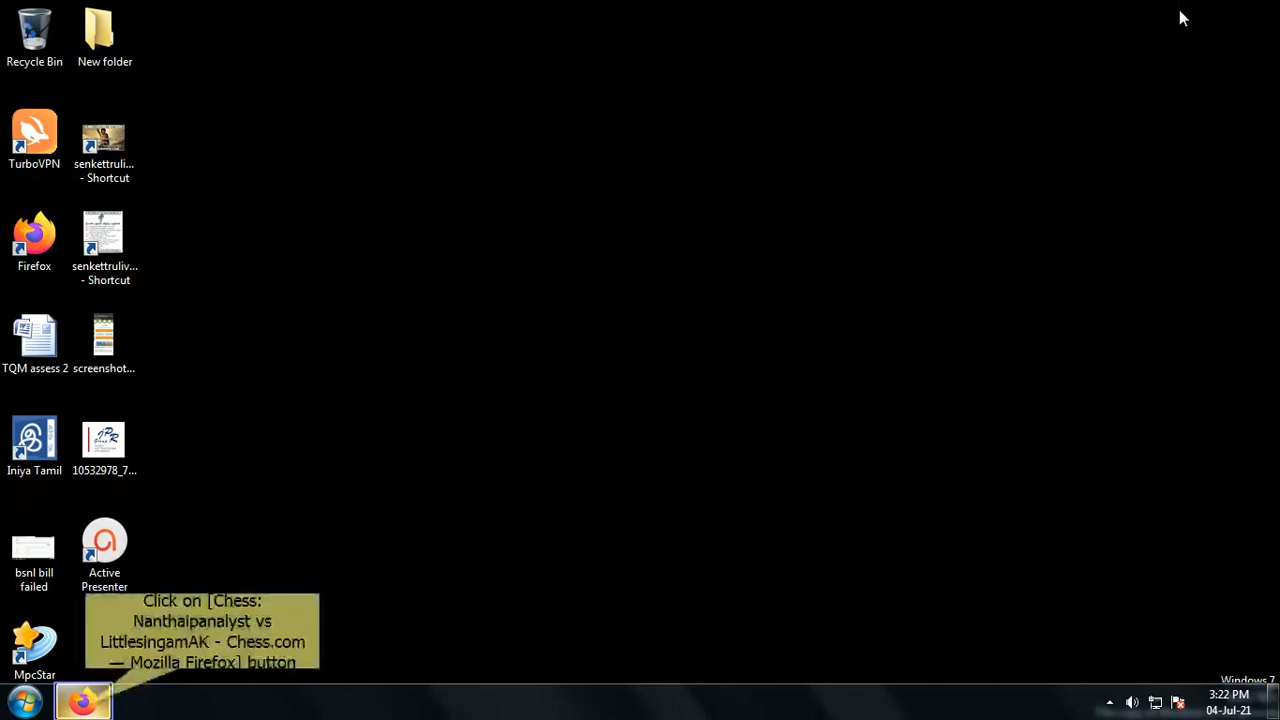 Recycle Bin
New folder
TurboVPN
senkettruli...
- Shortcut
Firefox
senkettruliv...
- Shortcut
TQM assess 2
screenshot...
Iniya Tamil
10532978_7...
bsnl bill
failed
Active
Presenter
MpcStar
Click on [Chess:
Nanthaipanalyst vs
LittlesingamAK - Chess.com
— Mozilla Firefox] button
Windows 7
3:22 PM
04-Jul-21